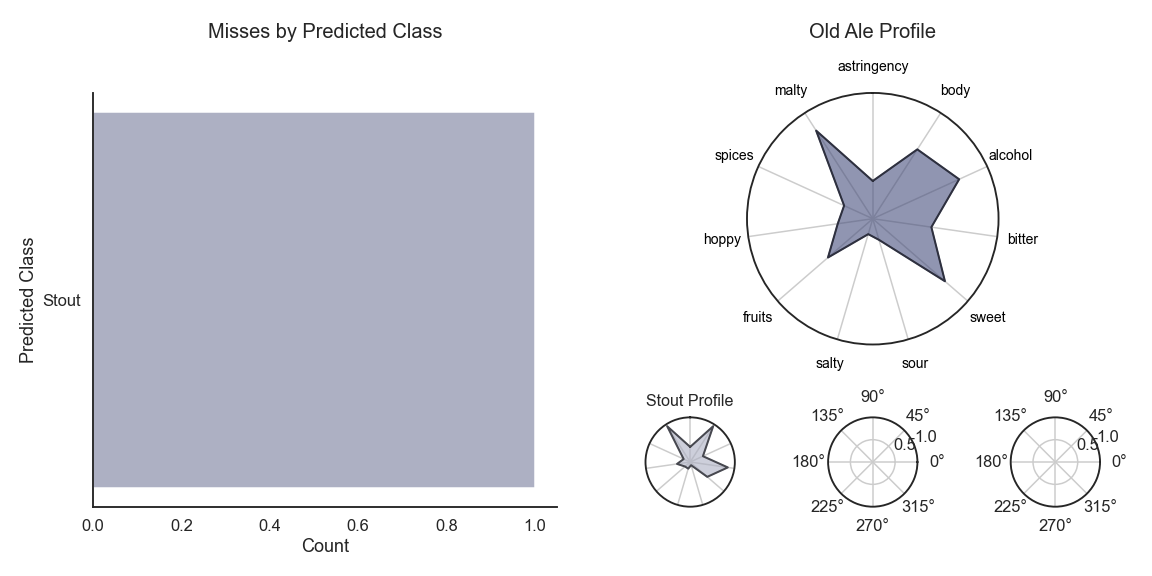 Misses by Predicted Class
Predicted Class
Stout
0.0 0.2 0.4 0.6 0.8 1.0
Count
Old Ale Profile
astringency
malty body
spices alcohol
hoppy bitter
fruits sweet
salty sour
Stout Profile
90°
135° 45°
1.0
0.5
180° 0°
225° 315°
270°
90°
135° 45°
1.0
0.5
180° 0°
225° 315°
270°